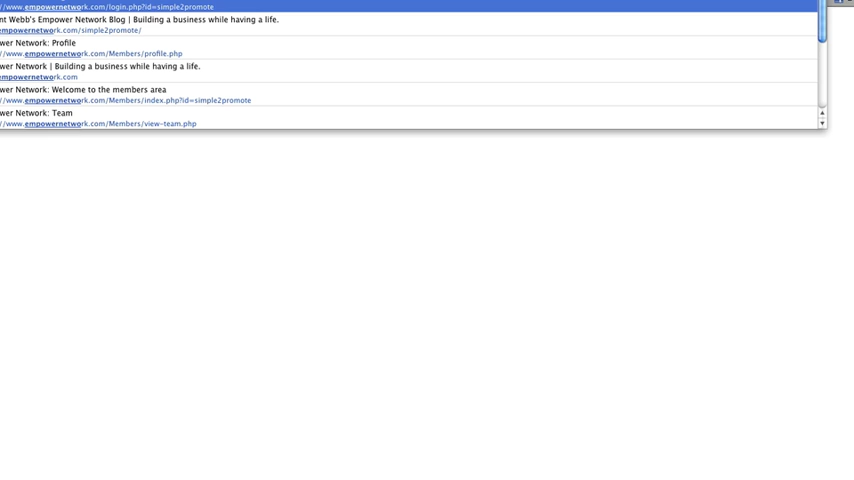 //www.empowernetwork.com/login.php?id=simple2promote
nt Webb's Empower Network Blog | Building a business while having a life.
empowernetwork.com/simple2promote/
wer Network: Profile
//www.empowernetwork.com/Members/profile.php
wer Network | Building a business while having a life.
empowernetwork.com
wer Network: Welcome to the members area
//www.empowernetwork.com/Members/index.php?id=simple2promote
wer Network: Team
//www.empowernetwork.com/Members/view-team.php